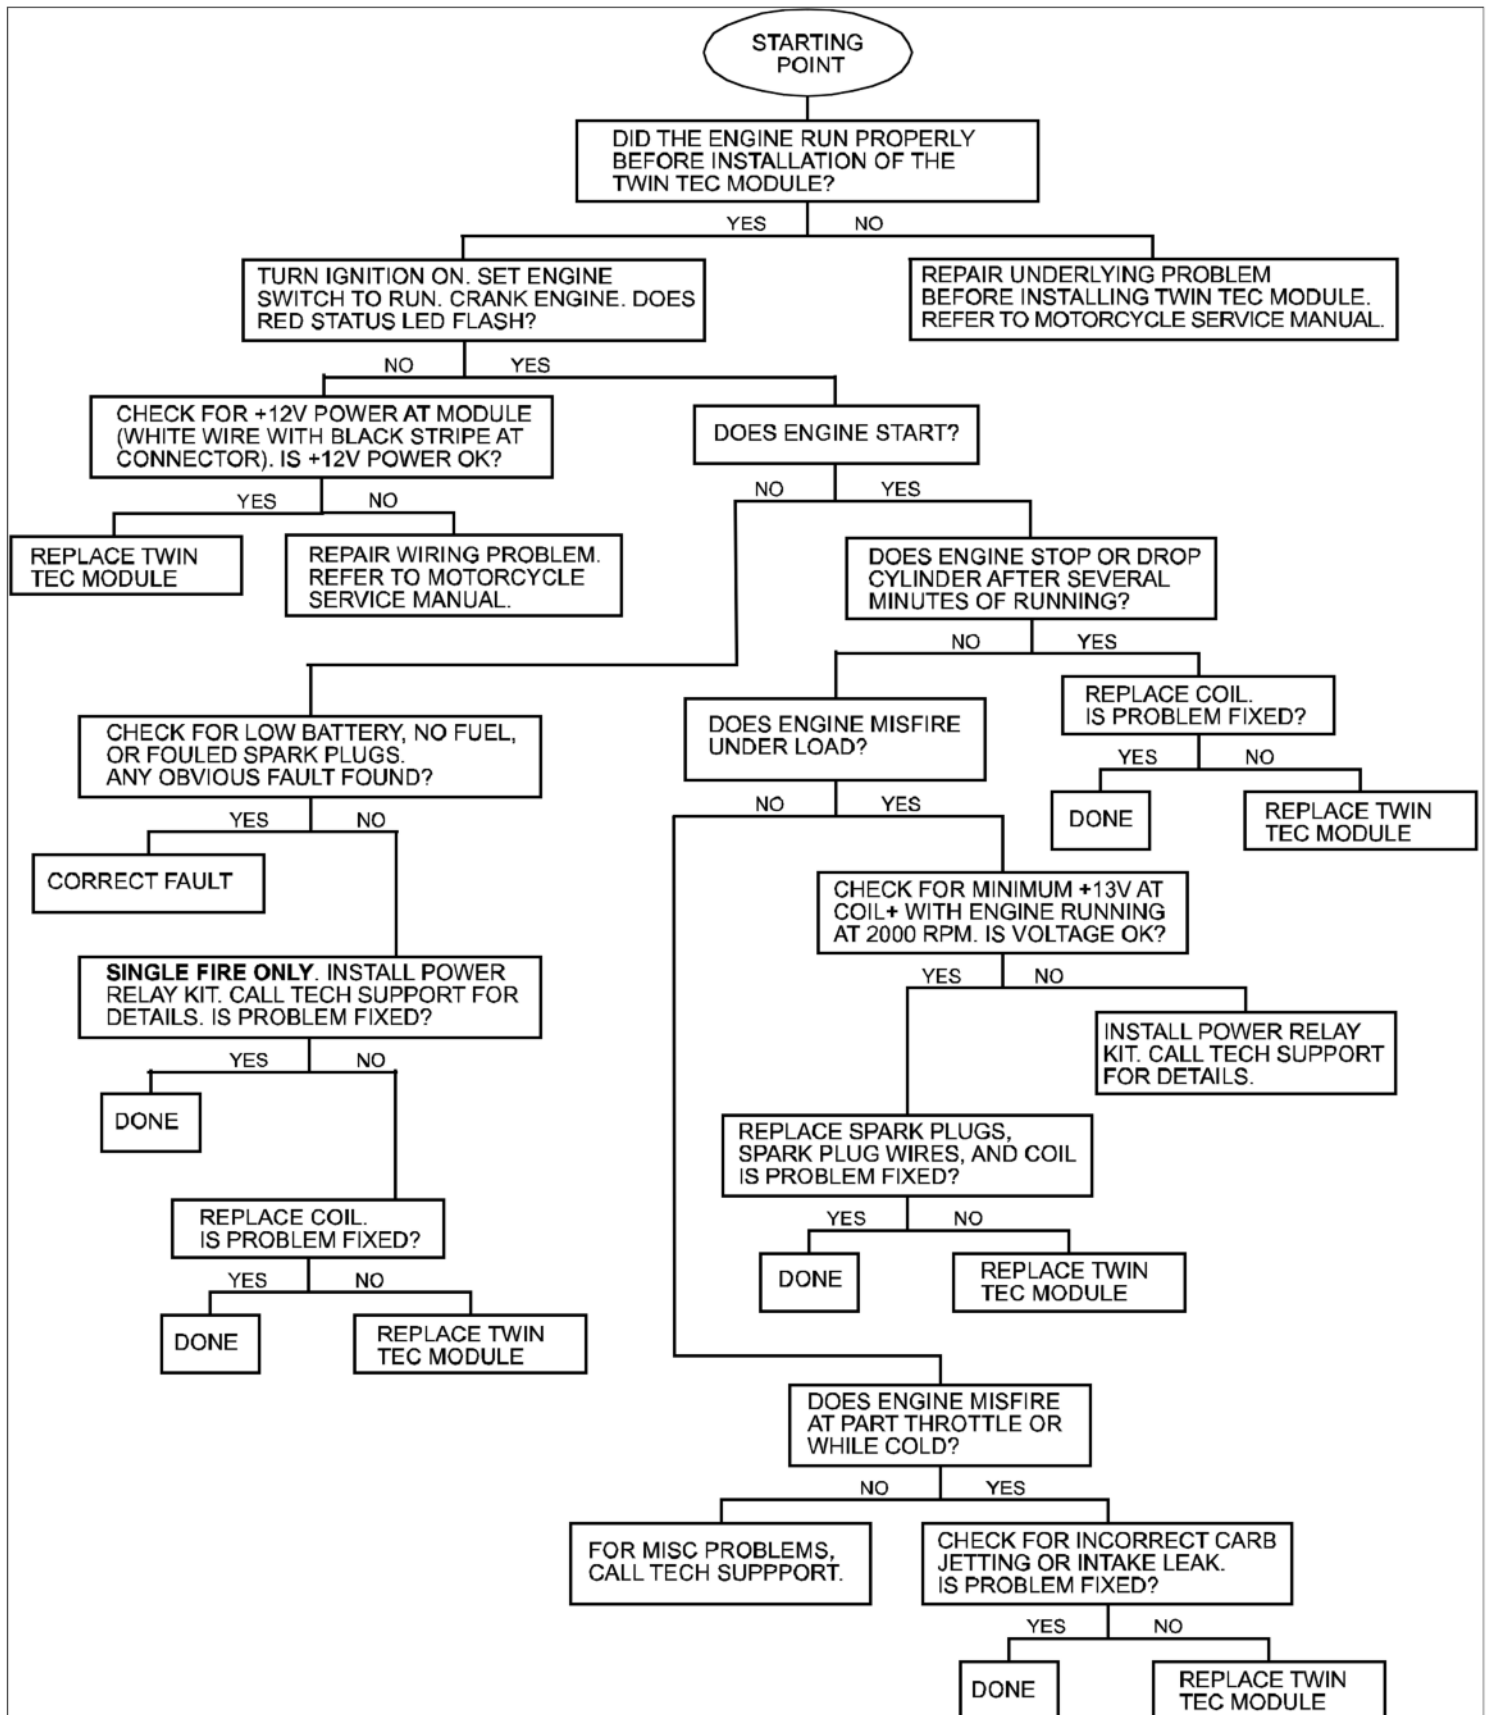 STARTING
POINT
DID THE ENGINE RUN PROPERLY
BEFORE INSTALLATION OF THE
TWIN TEC MODULE?
YES
NO
TURN IGNITION ON. SET ENGINE
SWITCH TO RUN. CRANK ENGINE. DOES
RED STATUS LED FLASH?
REPAIR UNDERLYING PROBLEM
BEFORE INSTALLING TWIN TEC MODULE.
REFER TO MOTORCYCLE SERVICE MANUAL.
NO
YES
CHECK FOR +12V POWER AT MODULE
(WHITE WIRE WITH BLACK STRIPE AT
CONNECTOR). IS +12V POWER OK?
DOES ENGINE START?
YES
NO
NO
YES
REPLACE TWIN
TEC MODULE
REPAIR WIRING PROBLEM.
REFER TO MOTORCYCLE
SERVICE MANUAL.
DOES ENGINE STOP OR DROP
CYLINDER AFTER SEVERAL
MINUTES OF RUNNING?
NO
YES
CHECK FOR LOW BATTERY, NO FUEL,
OR FOULED SPARK PLUGS.
ANY OBVIOUS FAULT FOUND?
DOES ENGINE MISFIRE
UNDER LOAD?
REPLACE COIL.
IS PROBLEM FIXED?
YES
NO
DONE
REPLACE TWIN
TEC MODULE
YES
NO
NO
YES
CORRECT FAULT
CHECK FOR MINIMUM +13V AT
COIL+ WITH ENGINE RUNNING
AT 2000 RPM. IS VOLTAGE OK?
SINGLE FIRE ONLY. INSTALL POWER
RELAY KIT. CALL TECH SUPPORT FOR
DETAILS. IS PROBLEM FIXED?
YES
NO
INSTALL POWER RELAY
KIT. CALL TECH SUPPORT
FOR DETAILS.
YES
NO
DONE
REPLACE SPARK PLUGS,
SPARK PLUG WIRES, AND COIL
IS PROBLEM FIXED?
REPLACE COIL.
IS PROBLEM FIXED?
YES
NO
DONE
REPLACE TWIN
TEC MODULE
YES
NO
DONE
REPLACE TWIN
TEC MODULE
DOES ENGINE MISFIRE
AT PART THROTTLE OR
WHILE COLD?
NO
YES
FOR MISC PROBLEMS,
CALL TECH SUPPPORT.
CHECK FOR INCORRECT CARB
JETTING OR INTAKE LEAK.
IS PROBLEM FIXED?
YES
NO
DONE
REPLACE TWIN
TEC MODULE